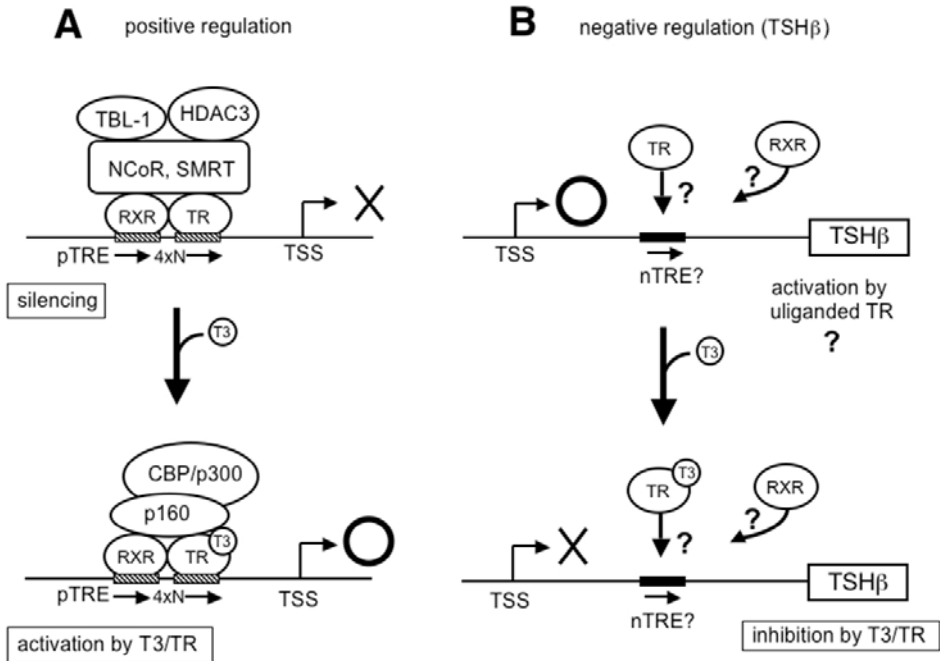 A positive regulation
TBL-1 HDAC3
NCoR, SMRT
RXR TR
pTRE 4xN TSS
silencing
T3
CBP/p300
p160
T3
RXR TR
pTRE 4xN TSS
activation by T3/TR
B negative regulation (TSHβ)
TR RXR
? ?
TSHβ
TSS
nTRE?
activation by
uliganded TR
?
T3
T3
TR RXR
? ?
TSHβ
TSS
nTRE?
inhibition by T3/TR